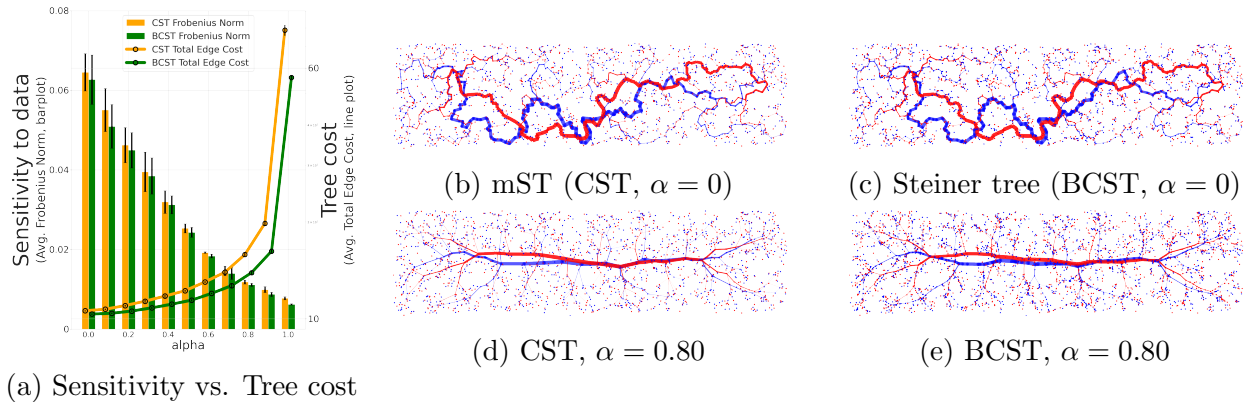 CST Frobenius Norm
BCST Frobenius Norm
CST Total Edge Cost
BCST Total Edge Cost
Sensitivity to data
(Avg. Frobenius Norm, barplot)
0.08
0.06
0.04
0.02
0
0.0 0.2 0.4 0.6 0.8 1.0
alpha
60
10
Tree cost
(Avg. Total Edge Cost, line plot)
(a) Sensitivity vs. Tree cost
(b) mST (CST, α = 0)
(c) Steiner tree (BCST, α = 0)
(d) CST, α = 0.80
(e) BCST, α = 0.80